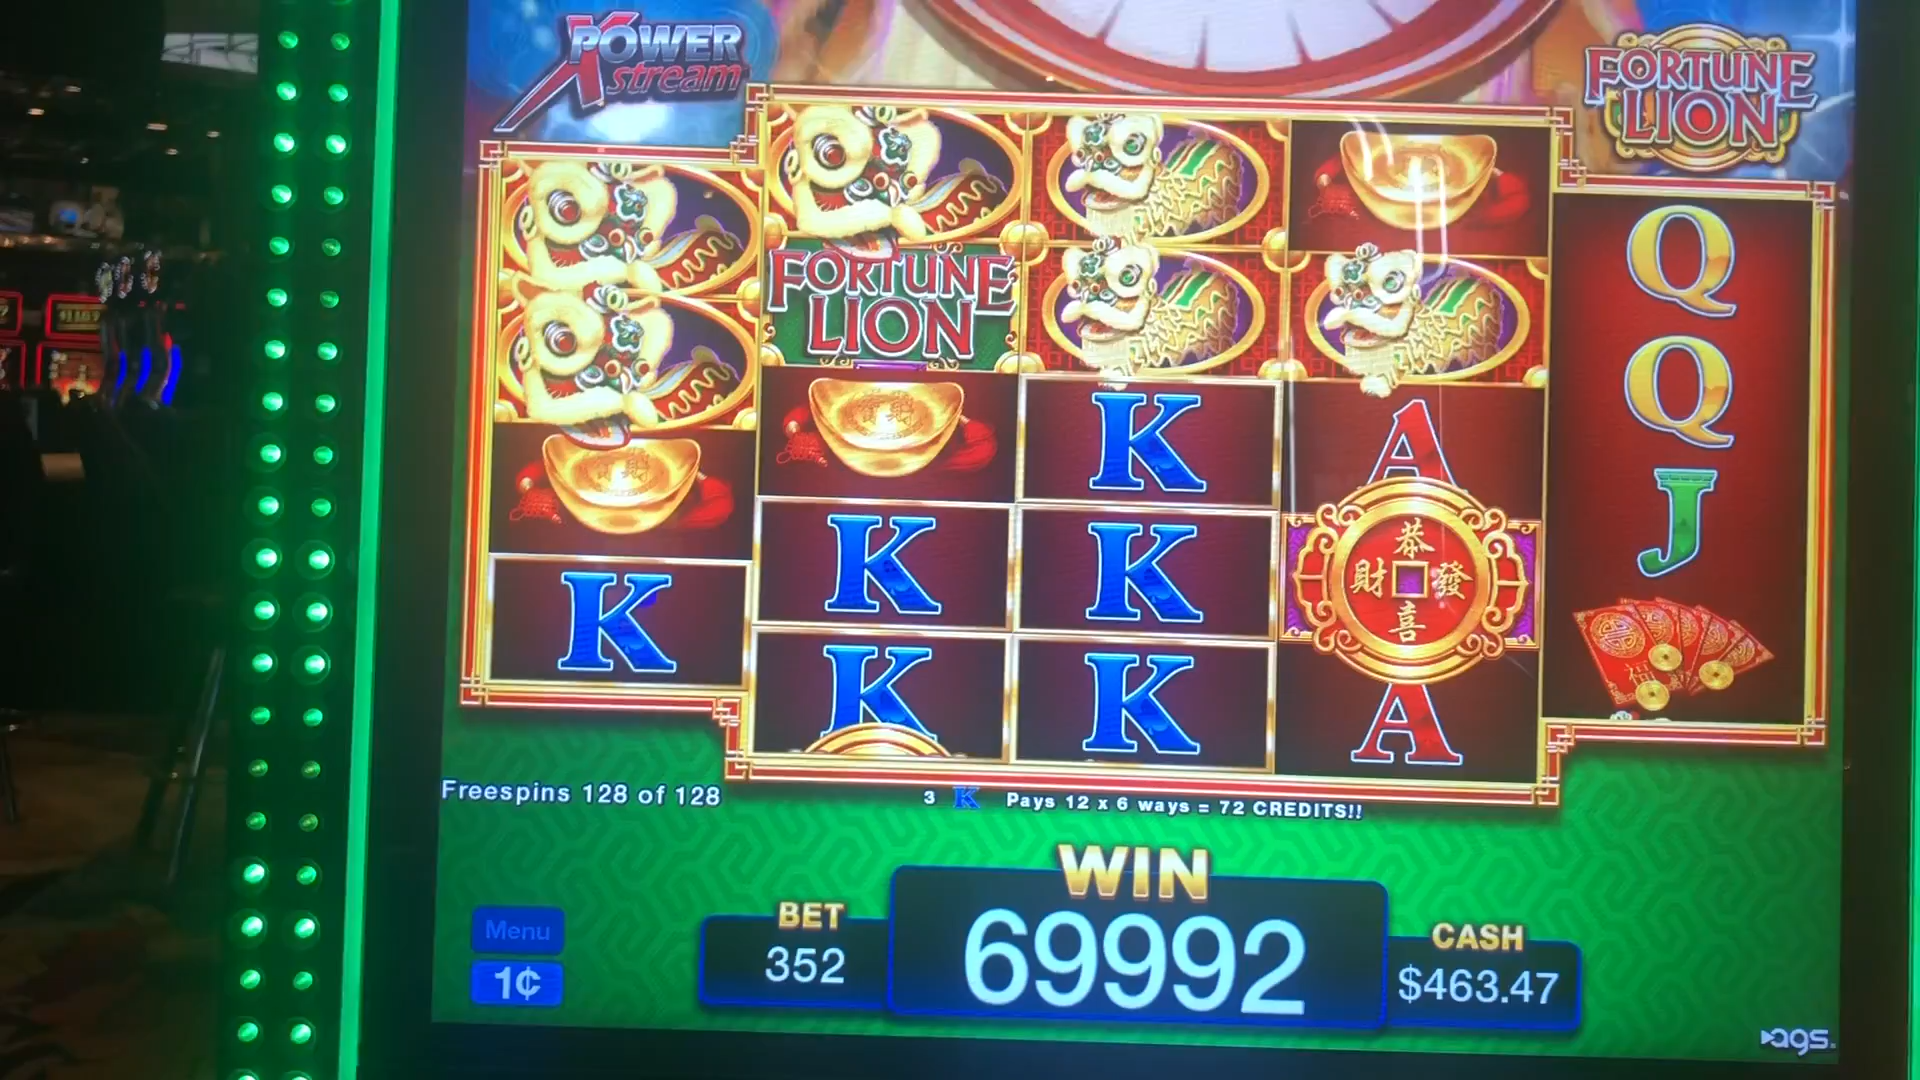 POWER
Xstream
FORTUNE
LION
FORTUNE
LION
Q
Q
K
A
J
K
K
恭
財 發
喜
K
K
K
A
Freespins 128 of 128
3 K Pays 12 x 6 ways = 72 CREDITS!!
WIN
69992
BET
352
CASH
$463.47
Menu
1¢
ags